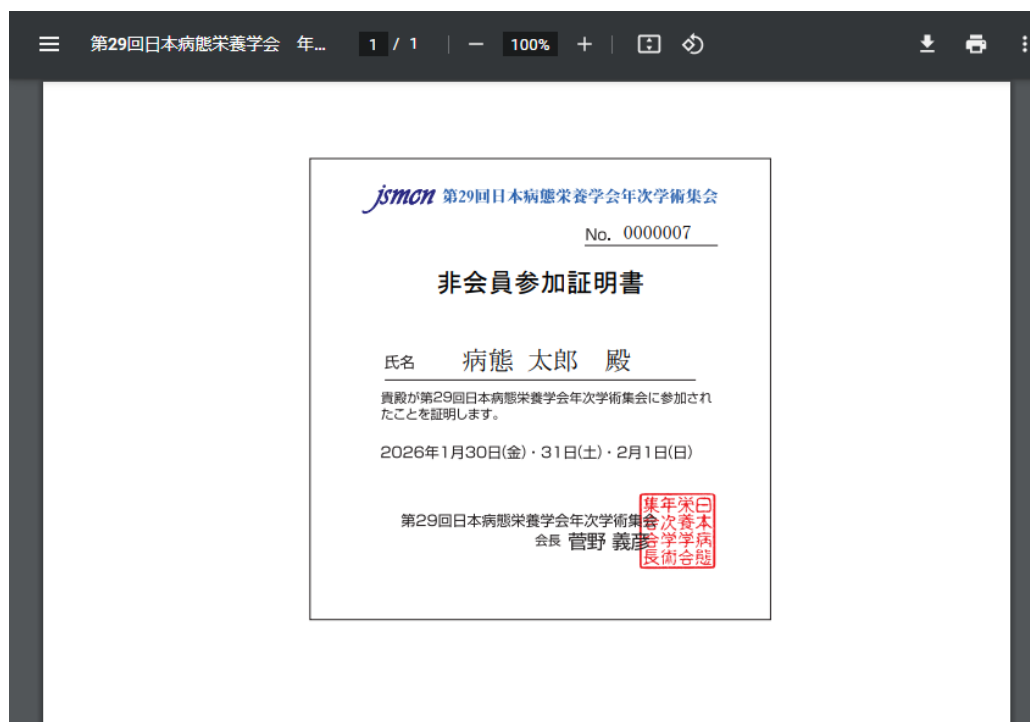 第29回日本病態栄養学会 年... 1 / 1 100%
jsmcn 第29回日本病態栄養学会年次学術集会
No. 0000007
非会員参加証明書
氏名 病態 太郎 殿
貴殿が第29回日本病態栄養学会年次学術集会に参加され
たことを証明します。
2026年1月30日(金)・31日(土)・2月1日(日)
第29回日本病態栄養学会年次学術集会
会長 菅野 義彦
日本病態
栄養学会
年次学術
集会会長